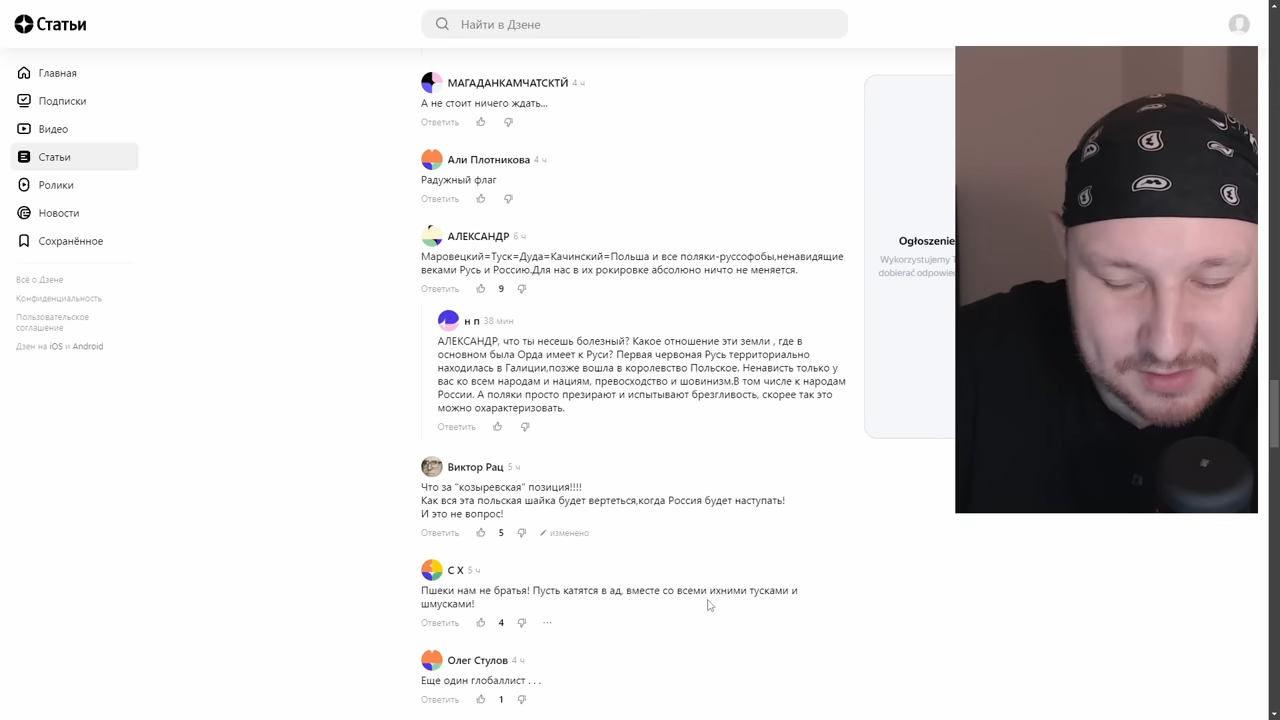 Статьи
Найти в Дзене
Главная
Подписки
Видео
Статьи
Ролики
Новости
Сохранённое
Всё о Дзене
Конфиденциальность
Пользовательское
соглашение
Дзен на iOS и Android
МАГАДАНКАМЧАТСКТЙ 4 ч
А не стоит ничего ждать...
Ответить
Али Плотникова 4 ч
Радужный флаг
Ответить
АЛЕКСАНДР 6 ч
Маровецкий=Туск=Дуда=Качинский=Польша и все поляки-руссофобы,ненавидящие
веками Русь и Россию.Для нас в их рокировке абсолюно ничто не меняется.
Ответить 9
н п 38 мин
АЛЕКСАНДР, что ты несешь болезный? Какое отношение эти земли , где в
основном была Орда имеет к Руси? Первая червоная Русь территориально
находилась в Галиции,позже вошла в королевство Польское. Ненависть только у
вас ко всем народам и нациям, превосходство и шовинизм.В том числе к народам
России. А поляки просто презирают и испытывают брезгливость, скорее так это
можно охарактеризовать.
Ответить
Виктор Рац 5 ч
Что за "козыревская" позиция!!!!
Как вся эта польская шайка будет вертеться,когда Россия будет наступать!
И это не вопрос!
Ответить 5 изменено
С Х 5 ч
Пшеки нам не братья! Пусть катятся в ад, вместе со всеми ихними тусками и
шмусками!
Ответить 4 ...
Олег Стулов 4 ч
Еще один глобаллист . . .
Ответить 1
Ogłoszenie
Wykorzystujemy
dobierać